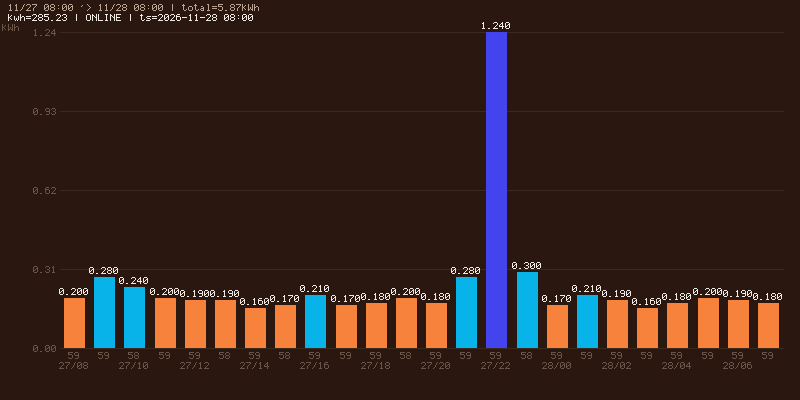 11/27 08:00 -> 11/28 08:00 | total=5.87kWh
Kwh=285.23 | ONLINE | ts=2026-11-28 08:00
kWh
1.24
0.93
0.62
0.31
0.00
0.200 0.280 0.240 0.200 0.190 0.190 0.160 0.170 0.210 0.170 0.180 0.200 0.180 0.280 1.240 0.300 0.170 0.210 0.190 0.160 0.180 0.200 0.190 0.180
59 59 58 59 59 58 59 58 59 59 59 58 59 59 59 58 59 59 59 59 59 59 59 59
27/08 27/10 27/12 27/14 27/16 27/18 27/20 27/22 28/00 28/02 28/04 28/06